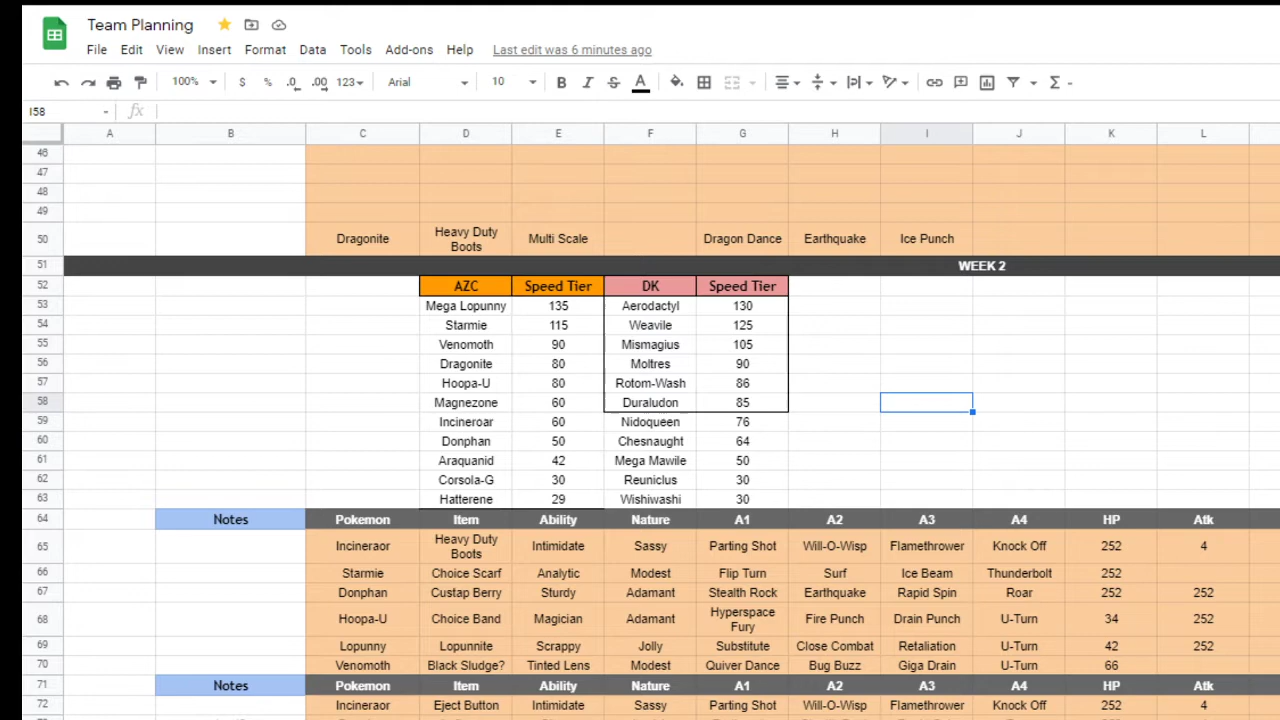 Team Planning
File Edit View Insert Format Data Tools Add-ons Help Last edit was 6 minutes ago
100% $ % .0 .00 123 Arial 10 B I S A Σ
I58 fx
A B C D E F G H I J K L
46
47
48
49
50 Dragonite Heavy Duty Boots Multi Scale Dragon Dance Earthquake Ice Punch
51 WEEK 2
52 AZC Speed Tier DK Speed Tier
53 Mega Lopunny 135 Aerodactyl 130
54 Starmie 115 Weavile 125
55 Venomoth 90 Mismagius 105
56 Dragonite 80 Moltres 90
57 Hoopa-U 80 Rotom-Wash 86
58 Magnezone 60 Duraludon 85
59 Incineroar 60 Nidoqueen 76
60 Donphan 50 Chesnaught 64
61 Araquanid 42 Mega Mawile 50
62 Corsola-G 30 Reuniclus 30
63 Hatterene 29 Wishiwashi 30
64 Notes Pokemon Item Ability Nature A1 A2 A3 A4 HP Atk
65 Incineraor Heavy Duty Boots Intimidate Sassy Parting Shot Will-O-Wisp Flamethrower Knock Off 252 4
66 Starmie Choice Scarf Analytic Modest Flip Turn Surf Ice Beam Thunderbolt 252
67 Donphan Custap Berry Sturdy Adamant Stealth Rock Earthquake Rapid Spin Roar 252 252
68 Hoopa-U Choice Band Magician Adamant Hyperspace Fury Fire Punch Drain Punch U-Turn 34 252
69 Lopunny Lopunnite Scrappy Jolly Substitute Close Combat Retaliation U-Turn 42 252
70 Venomoth Black Sludge? Tinted Lens Modest Quiver Dance Bug Buzz Giga Drain U-Turn 66
71 Notes Pokemon Item Ability Nature A1 A2 A3 A4 HP Atk
72 Incineraor Eject Button Intimidate Sassy Parting Shot Will-O-Wisp Flamethrower Knock Off 252 4